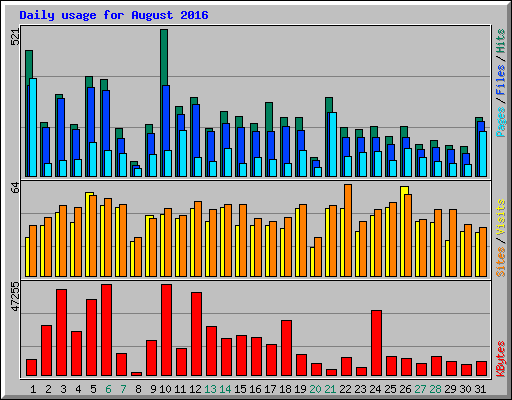 Daily usage for August 2016
521
Pages / Files / Hits
64
Sites / Visits
47255
KBytes
1 2 3 4 5 6 7 8 9 10 11 12 13 14 15 16 17 18 19 20 21 22 23 24 25 26 27 28 29 30 31